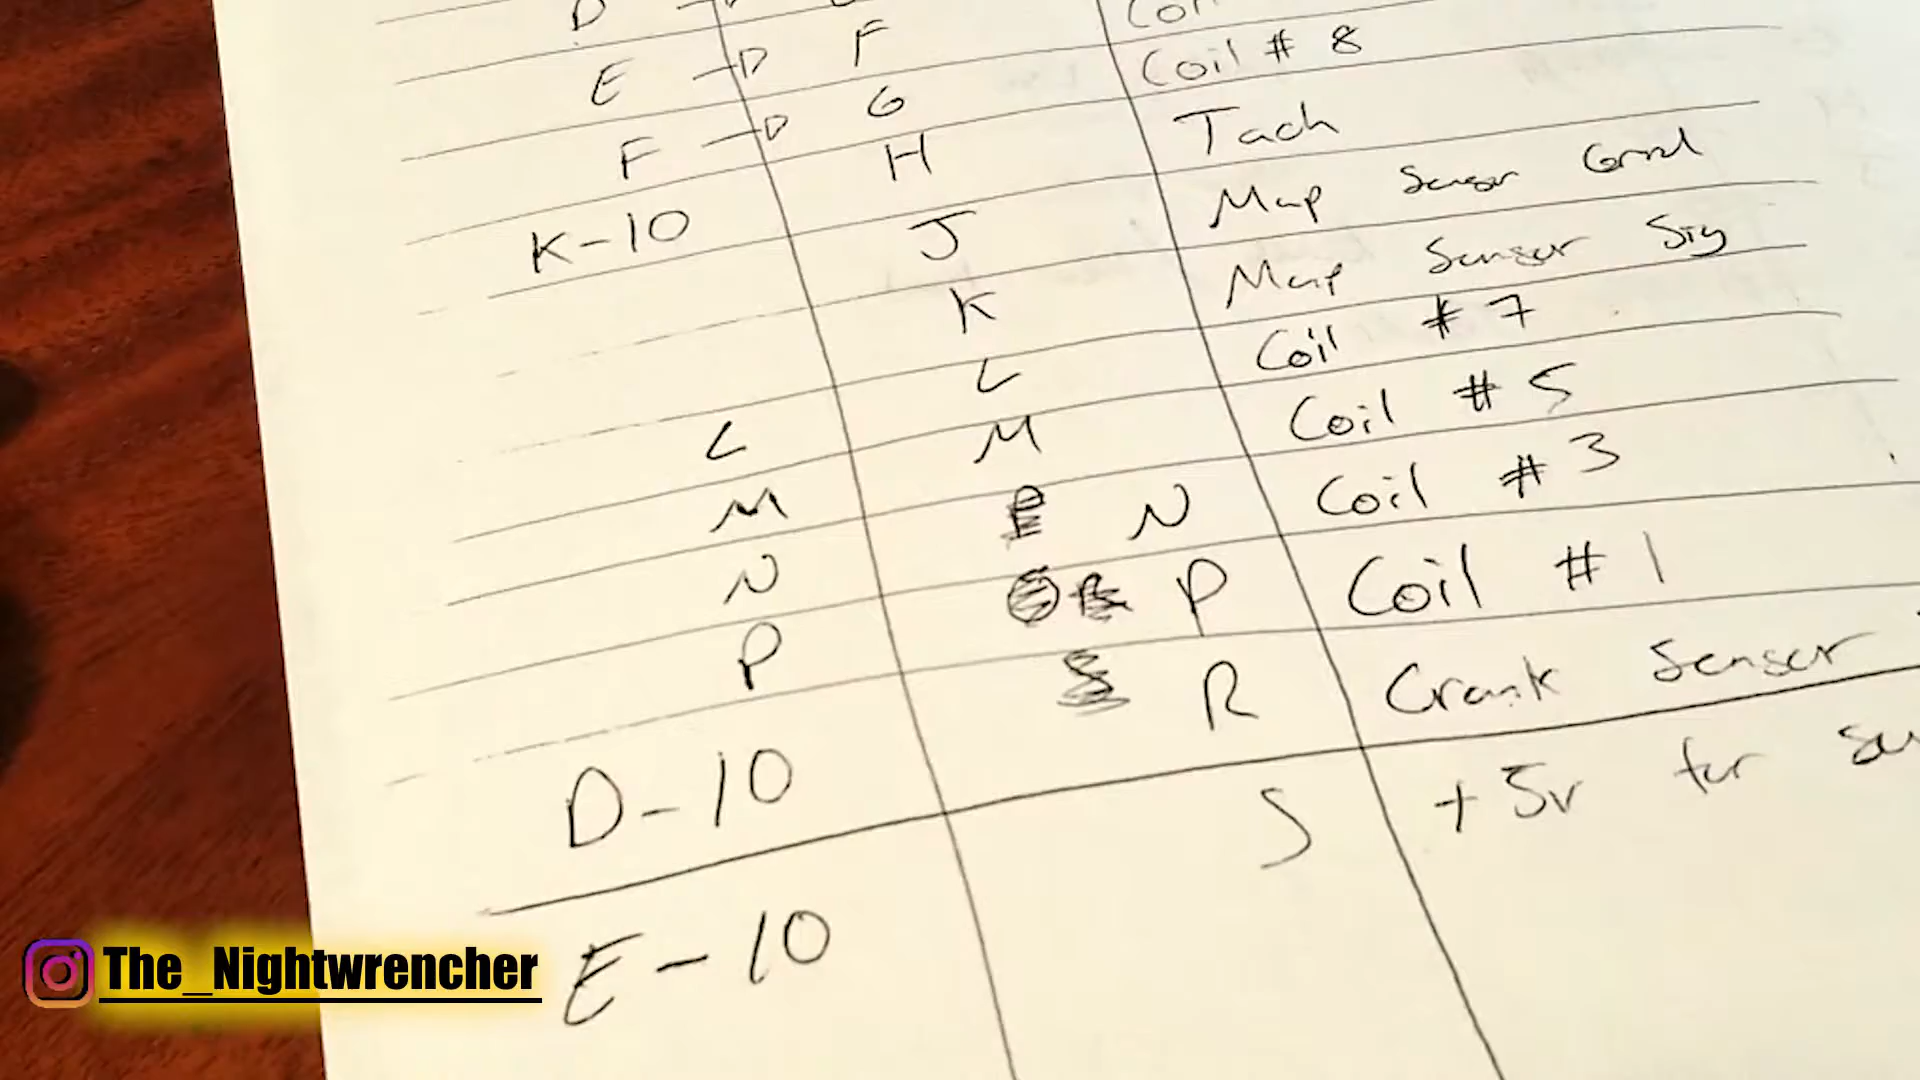 D
E → F
F → G Coil # 8
K-10 H Tach
J Map Sensor Grnd
K Map Sensor Sig
L L Coil # 7
M M Coil # 5
N N Coil # 3
P P Coil # 1
D-10 R Crank Sensor
E-10 S +5v for
The_Nightwrencher